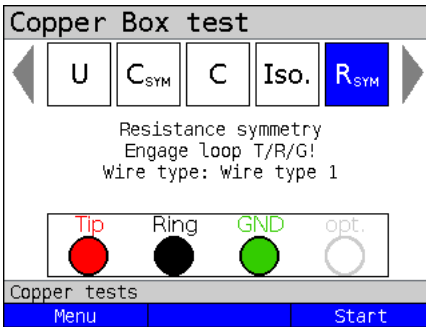 Copper Box test
U CSYM C Iso. RSYM
Resistance symmetry
Engage loop T/R/G!
Wire type: Wire type 1
Tip Ring GND opt.
Copper tests
Menu Start